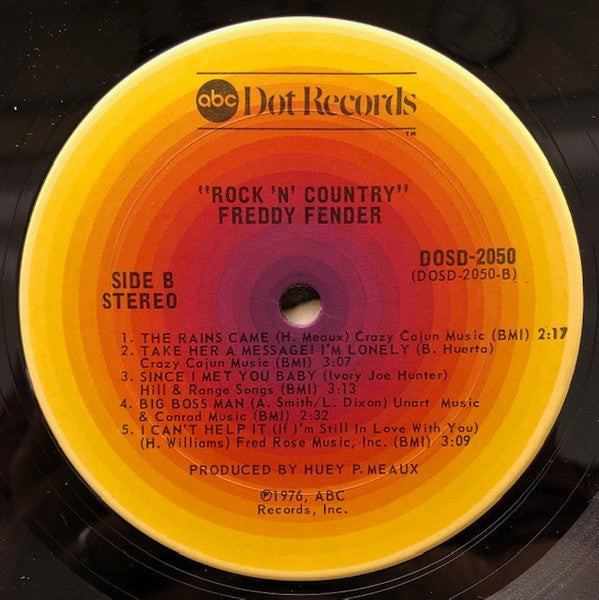 abc Dot Records
TM
"ROCK 'N' COUNTRY"
FREDDY FENDER
DOSD-2050
(DOSD-2050-B)
SIDE B
STEREO
1. THE RAINS CAME (H. Meaux) Crazy Cajun Music (BMI) 2:17
2. TAKE HER A MESSAGE! I'M LONELY (B. Huerta)
Crazy Cajun Music (BMI) 3:07
3. SINCE I MET YOU BABY (Ivory Joe Hunter)
Hill & Range Songs (BMI) 3:13
4. BIG BOSS MAN (A. Smith/L. Dixon) Unart Music
& Conrad Music (BMI) 2:32
5. I CAN'T HELP IT (If I'm Still In Love With You)
(H. Williams) Fred Rose Music, Inc. (BMI) 3:09
PRODUCED BY HUEY P. MEAUX
℗1976, ABC
Records, Inc.